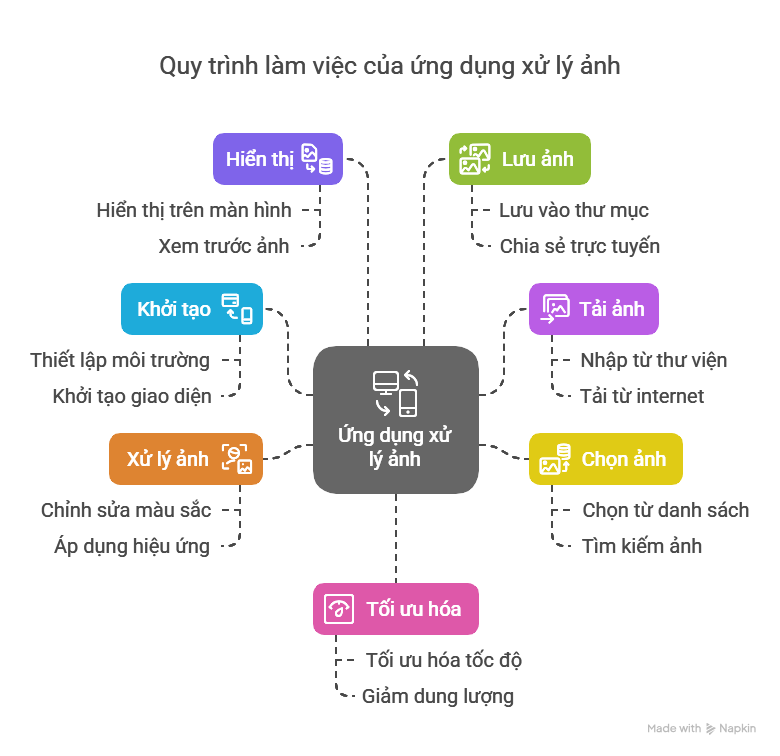 Quy trình làm việc của ứng dụng xử lý ảnh
Hiển thị
Hiển thị trên màn hình
Xem trước ảnh
Lưu ảnh
Lưu vào thư mục
Chia sẻ trực tuyến
Khởi tạo
Thiết lập môi trường
Khởi tạo giao diện
Tải ảnh
Nhập từ thư viện
Tải từ internet
Ứng dụng xử
lý ảnh
Xử lý ảnh
Chỉnh sửa màu sắc
Áp dụng hiệu ứng
Chọn ảnh
Chọn từ danh sách
Tìm kiếm ảnh
Tối ưu hóa
Tối ưu hóa tốc độ
Giảm dung lượng
Made with Napkin